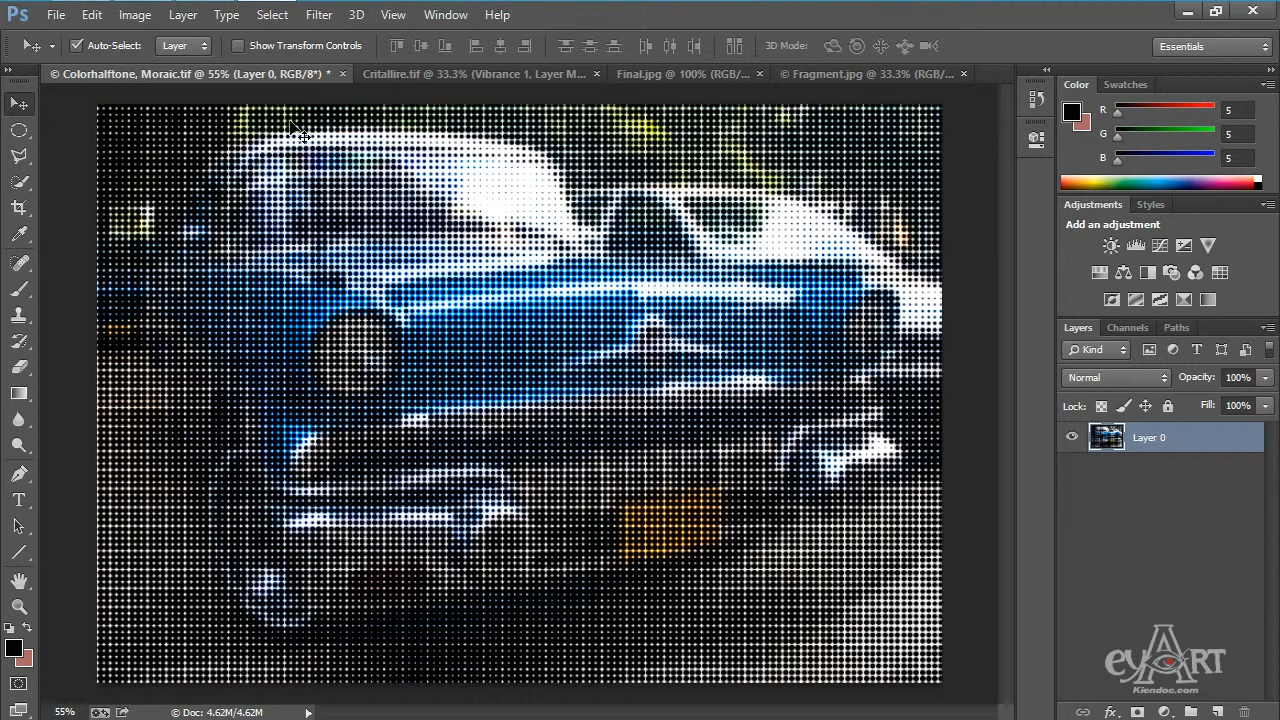 Ps File Edit Image Layer Type Select Filter 3D View Window Help
Auto-Select: Layer Show Transform Controls 3D Mode: Essentials
© Colorhalftone, Moraic.tif @ 55% (Layer 0, RGB/8*) * Critallire.tif @ 33.3% (Vibrance 1, Layer M... Final.jpg @ 100% (RGB/8... © Fragment.jpg @ 33.3% (RGB/...
Color Swatches
R 5
G 5
B 5
Adjustments Styles
Add an adjustment
Layers Channels Paths
Kind
Normal Opacity: 100%
Lock: Fill: 100%
Layer 0
eyART
Kiendoc.com
55% © Doc: 4.62M/4.62M
fx